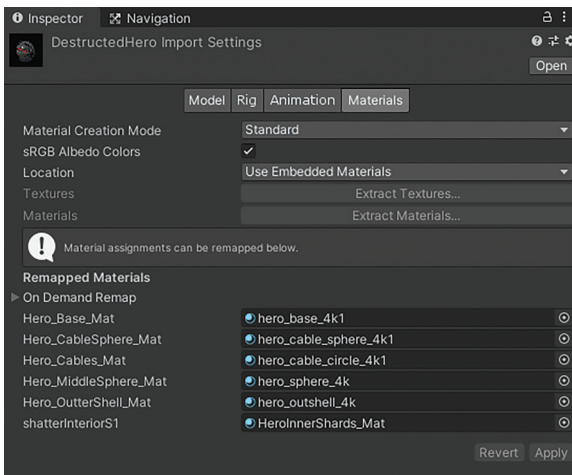 Inspector Navigation
DestructedHero Import Settings
Open
Model Rig Animation Materials
Material Creation Mode Standard
sRGB Albedo Colors
Location Use Embedded Materials
Textures Extract Textures...
Materials Extract Materials...
Material assignments can be remapped below.
Remapped Materials
On Demand Remap
Hero_Base_Mat hero_base_4k1
Hero_CableSphere_Mat hero_cable_sphere_4k1
Hero_Cables_Mat hero_cable_circle_4k1
Hero_MiddleSphere_Mat hero_sphere_4k
Hero_OutterShell_Mat hero_outshell_4k
shatterInteriorS1 HeroInnerShards_Mat
Revert Apply